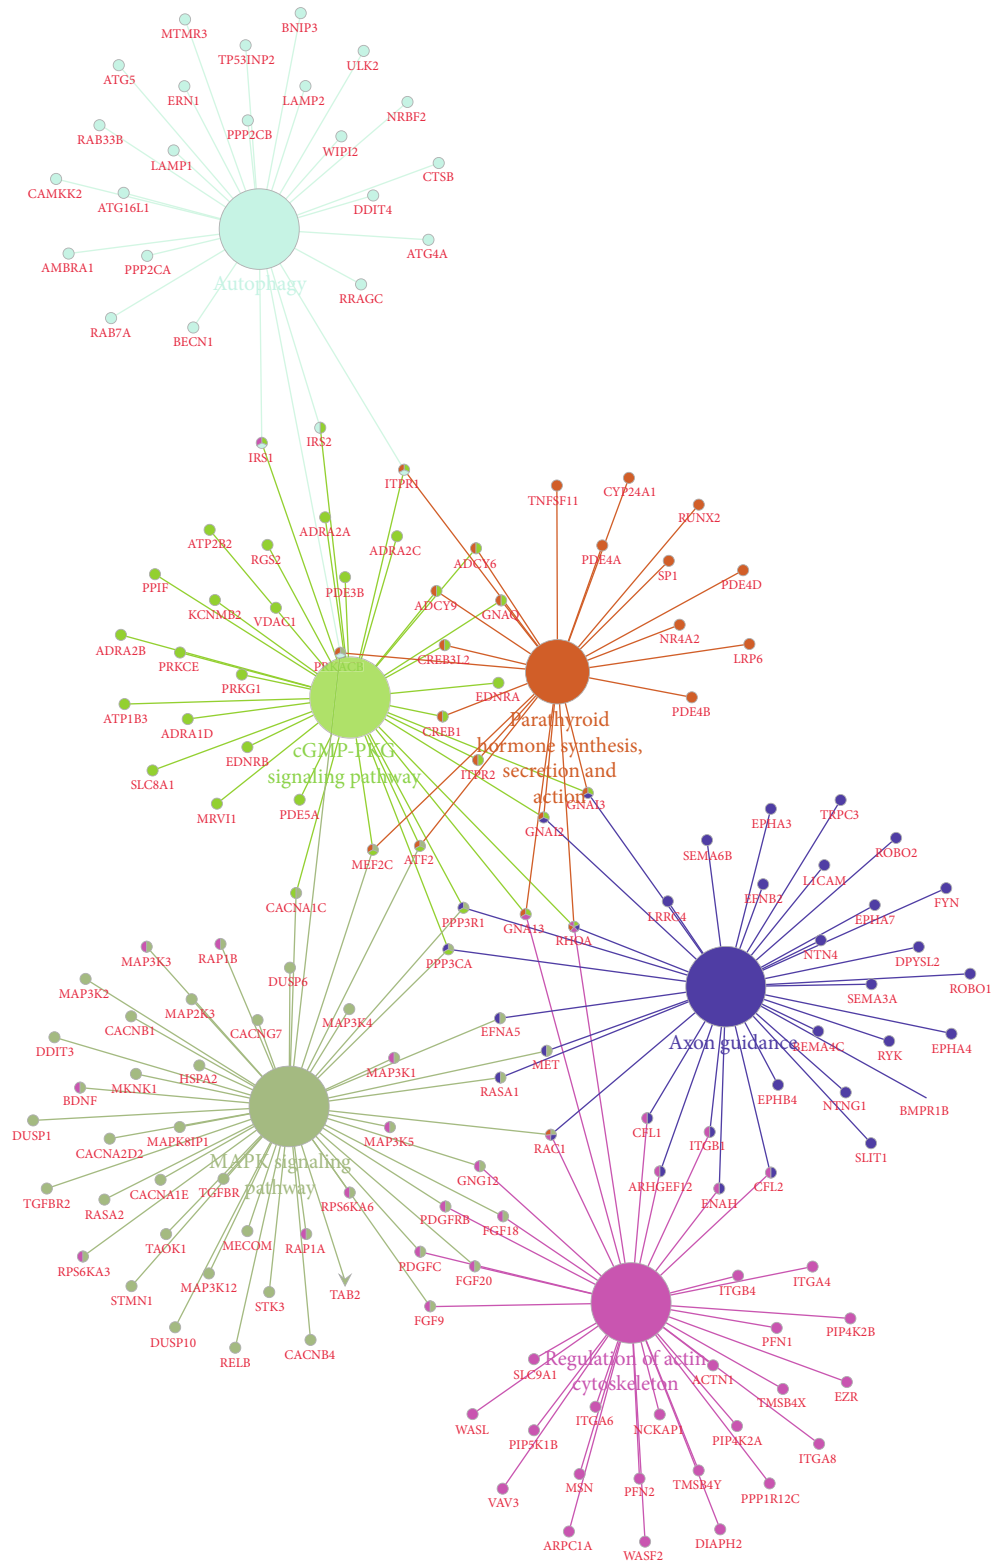 BNIP3
MTMR3
TP53INP2
ULK2
ATG5
ERN1
LAMP2
NRBF2
RAB33B
PPP2CB
WIPI2
LAMP1
CTSB
CAMKK2
ATG16L1
DDIT4
AMBRA1
PPP2CA
ATG4A
Autophagy
RRAGC
RAB7A
BECN1
IRS2
IRS1
ITPR1
TNFSF11
CYP24A1
RUNX2
ADRA2A
ATP2B2
RGS2
ADRA2C
ADCY6
PDE4A
SP1
PDE4D
PPIF
PDE3B
KCNMB2
VDAC1
ADCY9
GNAQ
NR4A2
ADRA2B
PRKCE
PRKACB
CREB3L2
LRP6
PRKG1
EDNRA
PDE4B
ATP1B3
ADRA1D
CREB1
Parathyroid
hormone synthesis,
secretion and
action
EDNRB
cGMP-PKG
signaling pathway
SLC8A1
ITPR2
GNAI3
MRVI1
PDE5A
GNAI2
EPHA3
TRPC3
MEF2C
ATF2
SEMA6B
ROBO2
L1CAM
CACNA1C
PPP3R1
GNA13
RHOA
LRRC4
EFNB2
EPHA7
FYN
MAP3K3
RAP1B
PPP3CA
NTN4
DPYSL2
MAP3K2
DUSP6
SEMA3A
ROBO1
MAP2K3
CACNB1
CACNG7
MAP3K4
EFNA5
Axon guidance
BEMA4C
RYK
EPHA4
DDIT3
HSPA2
MKNK1
MAP3K1
MET
BDNF
RASA1
EPHB4
NTNG1
BMPR1B
DUSP1
CACNA2D2
MAPK8IP1
MAP3K5
RAC1
CFL1
ITGB1
SLIT1
MAPK signaling
pathway
TGFBR2
CACNA1E
TGFBR
RASA2
RPS6KA6
GNG12
ARHGEF12
ENAH
CFL2
PDGFRB
FGF18
TAOK1
MECOM
RAP1A
RPS6KA3
PDGFC
FGF20
STMN1
MAP3K12
STK3
TAB2
FGF9
ITGB4
ITGA4
DUSP10
RELB
CACNB4
PFN1
PIP4K2B
Regulation of actin
cytoskeleton
SLC9A1
ACTN1
TMSB4X
EZR
WASL
PIP5K1B
ITGA6
NCKAP1
PIP4K2A
ITGA8
VAV3
MSN
PFN2
TMSB4Y
PPP1R12C
ARPC1A
WASF2
DIAPH2